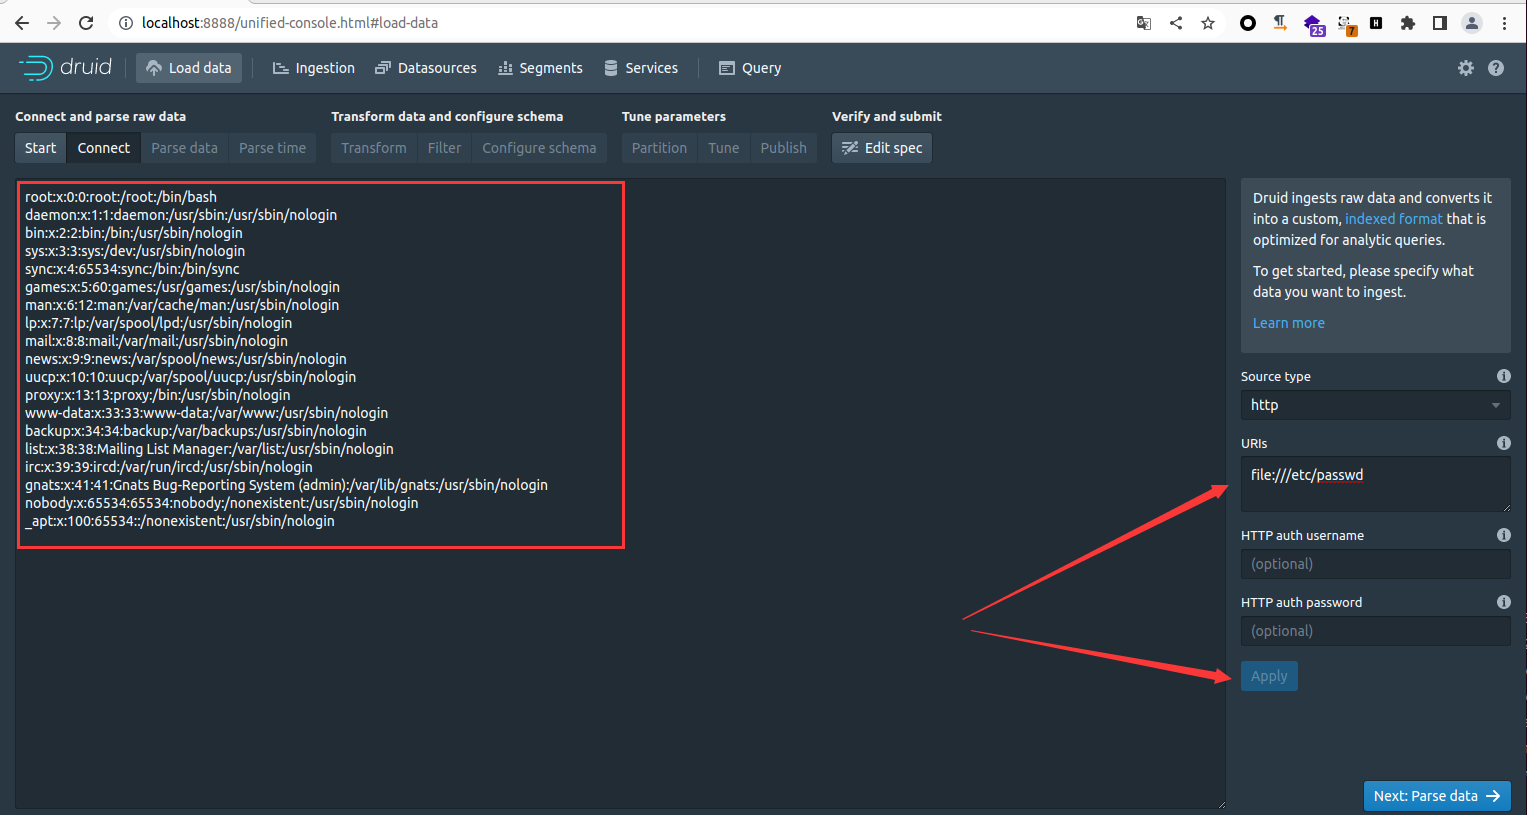 localhost:8888/unified-console.html#load-data
25
7
H
druid
Load data
Ingestion
Datasources
Segments
Services
Query
Connect and parse raw data
Transform data and configure schema
Tune parameters
Verify and submit
Start
Connect
Parse data
Parse time
Transform
Filter
Configure schema
Partition
Tune
Publish
Edit spec
root:x:0:0:root:/root:/bin/bash
daemon:x:1:1:daemon:/usr/sbin:/usr/sbin/nologin
bin:x:2:2:bin:/bin:/usr/sbin/nologin
sys:x:3:3:sys:/dev:/usr/sbin/nologin
sync:x:4:65534:sync:/bin:/bin/sync
games:x:5:60:games:/usr/games:/usr/sbin/nologin
man:x:6:12:man:/var/cache/man:/usr/sbin/nologin
lp:x:7:7:lp:/var/spool/lpd:/usr/sbin/nologin
mail:x:8:8:mail:/var/mail:/usr/sbin/nologin
news:x:9:9:news:/var/spool/news:/usr/sbin/nologin
uucp:x:10:10:uucp:/var/spool/uucp:/usr/sbin/nologin
proxy:x:13:13:proxy:/bin:/usr/sbin/nologin
www-data:x:33:33:www-data:/var/www:/usr/sbin/nologin
backup:x:34:34:backup:/var/backups:/usr/sbin/nologin
list:x:38:38:Mailing List Manager:/var/list:/usr/sbin/nologin
irc:x:39:39:ircd:/var/run/ircd:/usr/sbin/nologin
gnats:x:41:41:Gnats Bug-Reporting System (admin):/var/lib/gnats:/usr/sbin/nologin
nobody:x:65534:65534:nobody:/nonexistent:/usr/sbin/nologin
_apt:x:100:65534::/nonexistent:/usr/sbin/nologin
Druid ingests raw data and converts it
into a custom, indexed format that is
optimized for analytic queries.
To get started, please specify what
data you want to ingest.
Learn more
Source type
http
URIs
file:///etc/passwd
HTTP auth username
(optional)
HTTP auth password
(optional)
Apply
Next: Parse data